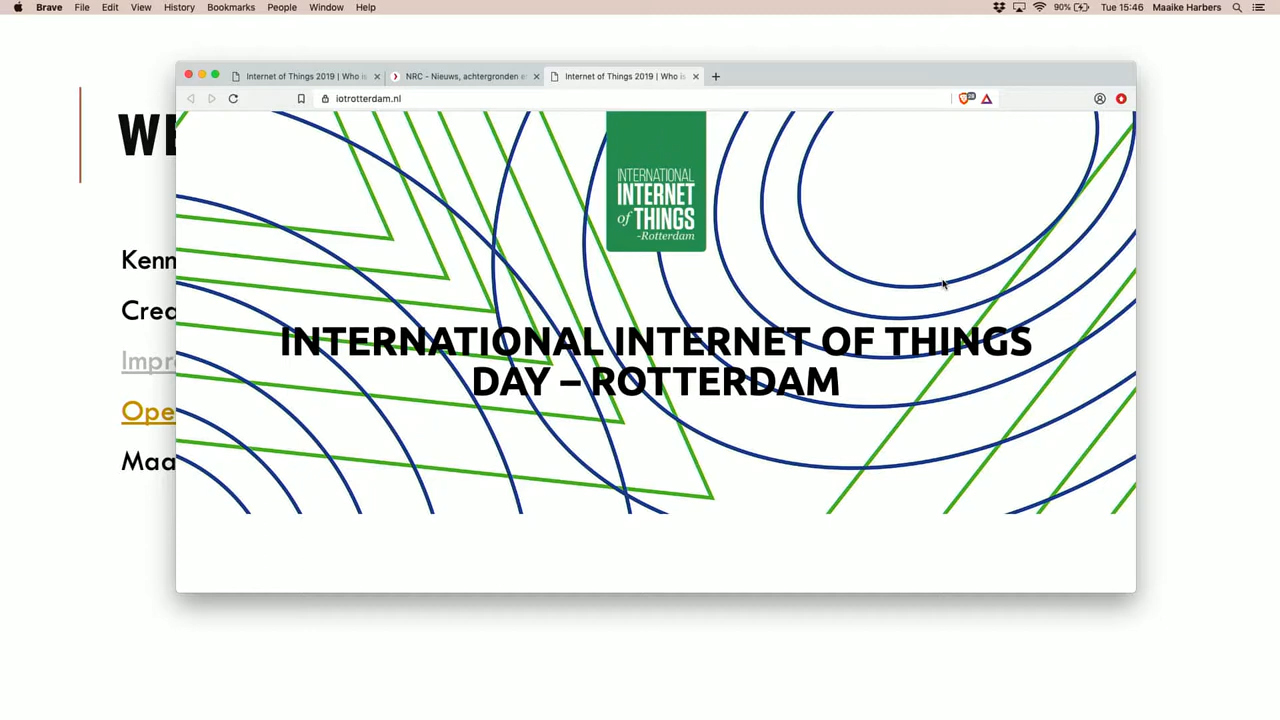 Brave File Edit View History Bookmarks People Window Help 90% Tue 15:46 Maaike Harbers
Internet of Things 2019 | Who is NRC - Nieuws, achtergronden e Internet of Things 2019 | Who is
iotrotterdam.nl
WE
INTERNATIONAL
INTERNET
of THINGS
-Rotterdam
Kenn
Crea
INTERNATIONAL INTERNET OF THINGS
DAY – ROTTERDAM
Impr
Ope
Maa